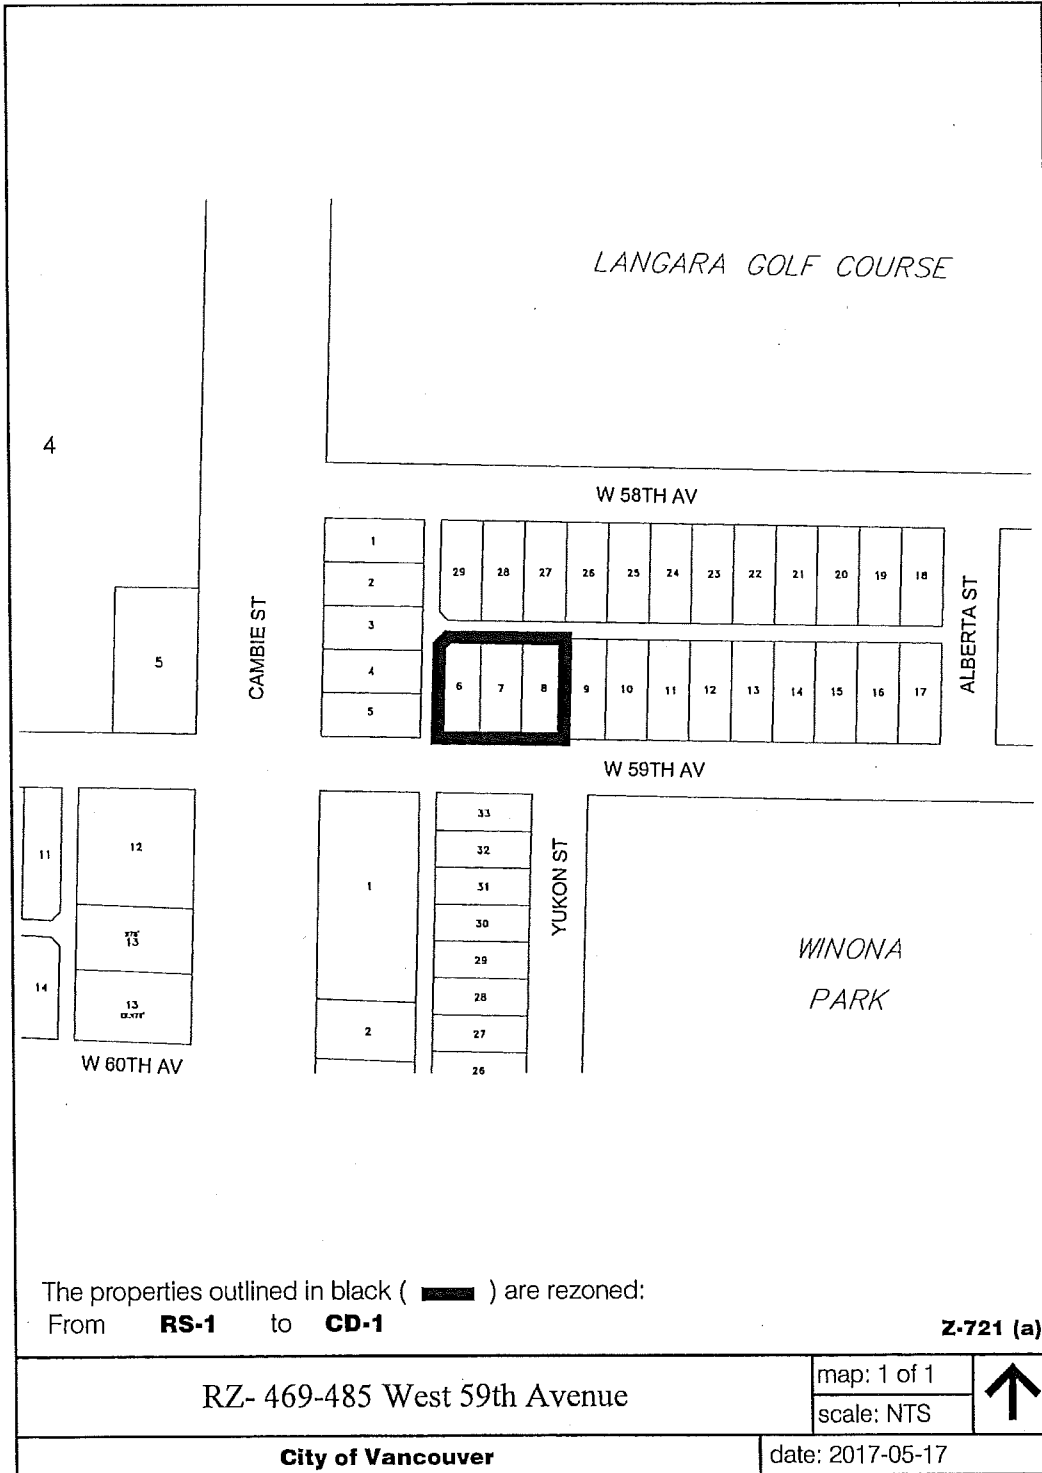 LANGARA GOLF COURSE
4
W 58TH AV
1
2
3
4
5
29 28 27 26 25 24 23 22 21 20 19 18
CAMBIE ST
ALBERTA ST
5
6 7 8 9 10 11 12 13 14 15 16 17
W 59TH AV
11
12
13
14
13
1
2
33
32
31
30
29
28
27
26
YUKON ST
WINONA
PARK
W 60TH AV
The properties outlined in black ( ) are rezoned:
From RS-1 to CD-1
Z-721 (a)
RZ- 469-485 West 59th Avenue
map: 1 of 1
scale: NTS
City of Vancouver
date: 2017-05-17